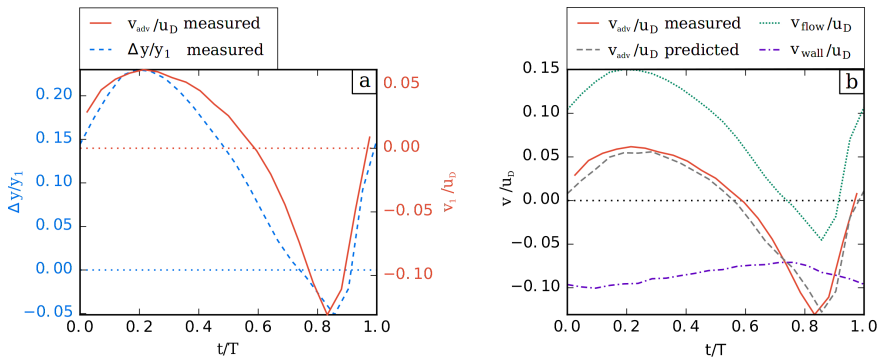 v_adv/u_D measured
Δy/y_1 measured
a
0.20
0.15
0.10
0.05
0.00
−0.05
Δy/y_1
0.05
0.00
−0.05
−0.10
v_1/u_D
0.0 0.2 0.4 0.6 0.8 1.0
t/T
v_adv/u_D measured
v_adv/u_D predicted
v_flow/u_D
v_wall/u_D
b
0.15
0.10
0.05
0.00
−0.05
−0.10
v/u_D
0.0 0.2 0.4 0.6 0.8 1.0
t/T